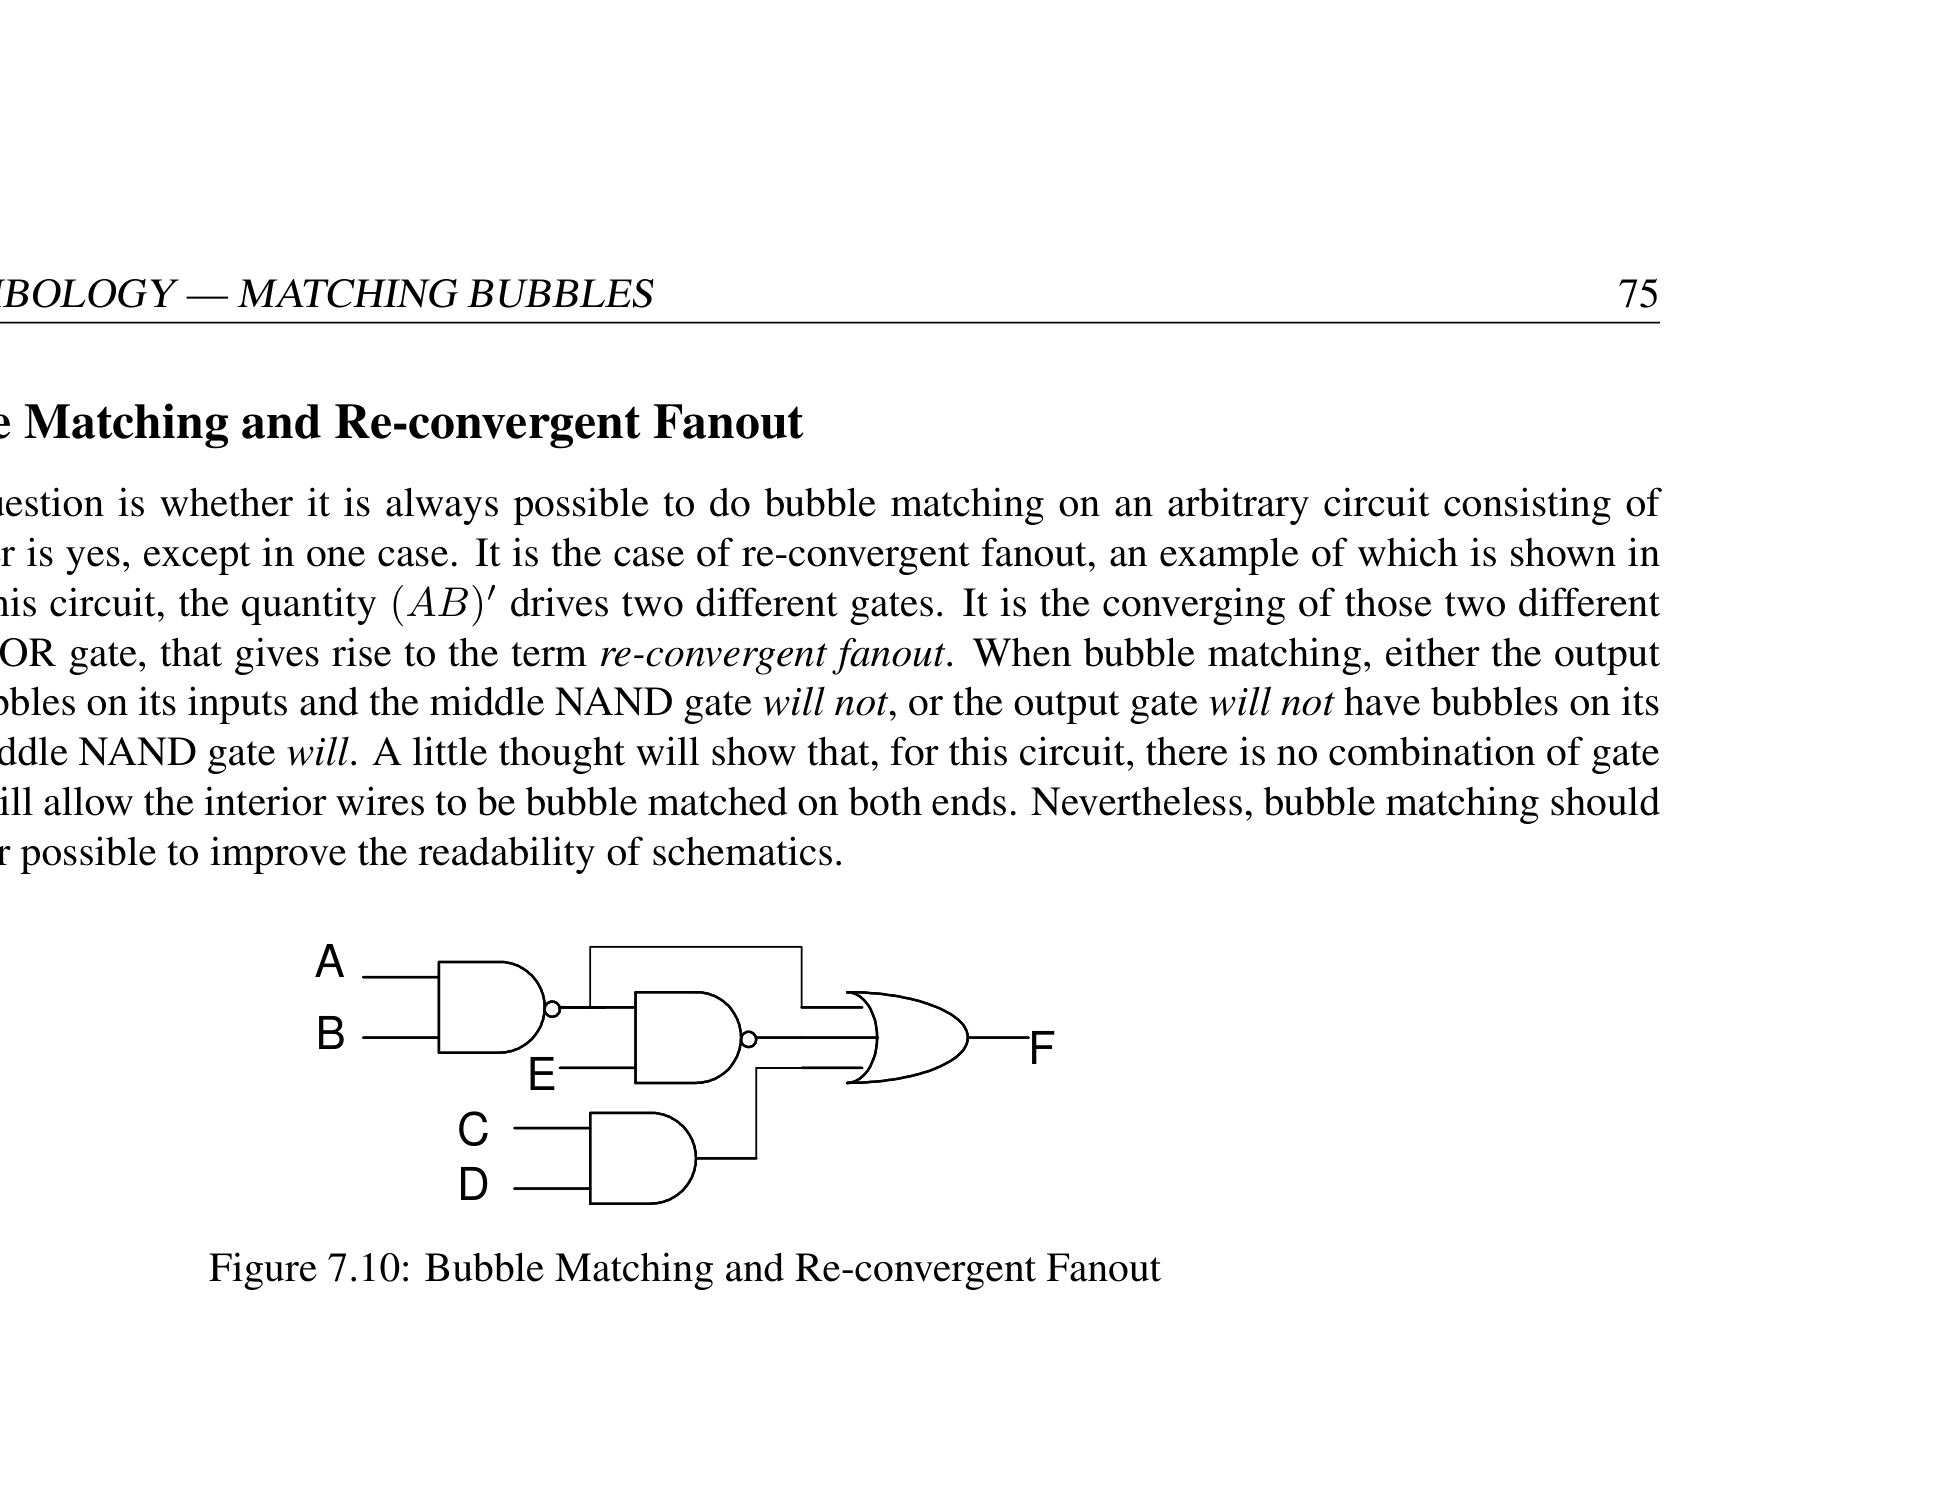 BOLOGY — MATCHING BUBBLES 75
Matching and Re-convergent Fanout
is whether it is always possible to do bubble matching on an arbitrary circuit consisting of
is yes, except in one case. It is the case of re-convergent fanout, an example of which is shown in
circuit, the quantity (AB)′ drives two different gates. It is the converging of those two different
OR gate, that gives rise to the term re-convergent fanout. When bubble matching, either the output
on its inputs and the middle NAND gate will not, or the output gate will not have bubbles on its
NAND gate will. A little thought will show that, for this circuit, there is no combination of gate
allow the interior wires to be bubble matched on both ends. Nevertheless, bubble matching should
possible to improve the readability of schematics.
A
B
E
F
C
D
Figure 7.10: Bubble Matching and Re-convergent Fanout